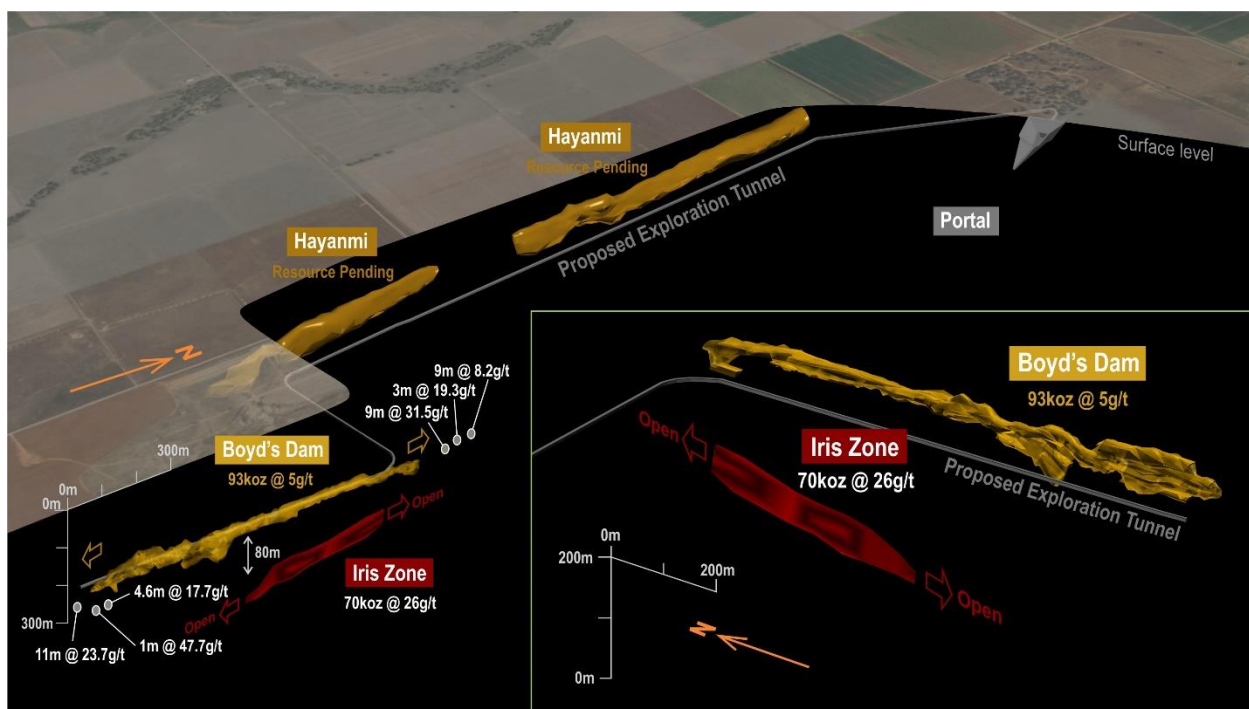 Hayanmi
Resource Pending
Surface level
Portal
Proposed Exploration Tunnel
Hayanmi
Resource Pending
N
9m @ 8.2g/t
3m @ 19.3g/t
9m @ 31.5g/t
Boyd's Dam
93koz @ 5g/t
300m
0m
0m
300m
Open
80m
Iris Zone
70koz @ 26g/t
Open
4.6m @ 17.7g/t
1m @ 47.7g/t
11m @ 23.7g/t
Boyd's Dam
93koz @ 5g/t
Open
Iris Zone
70koz @ 26g/t
Proposed Exploration Tunnel
0m
200m
200m
0m
Open
N